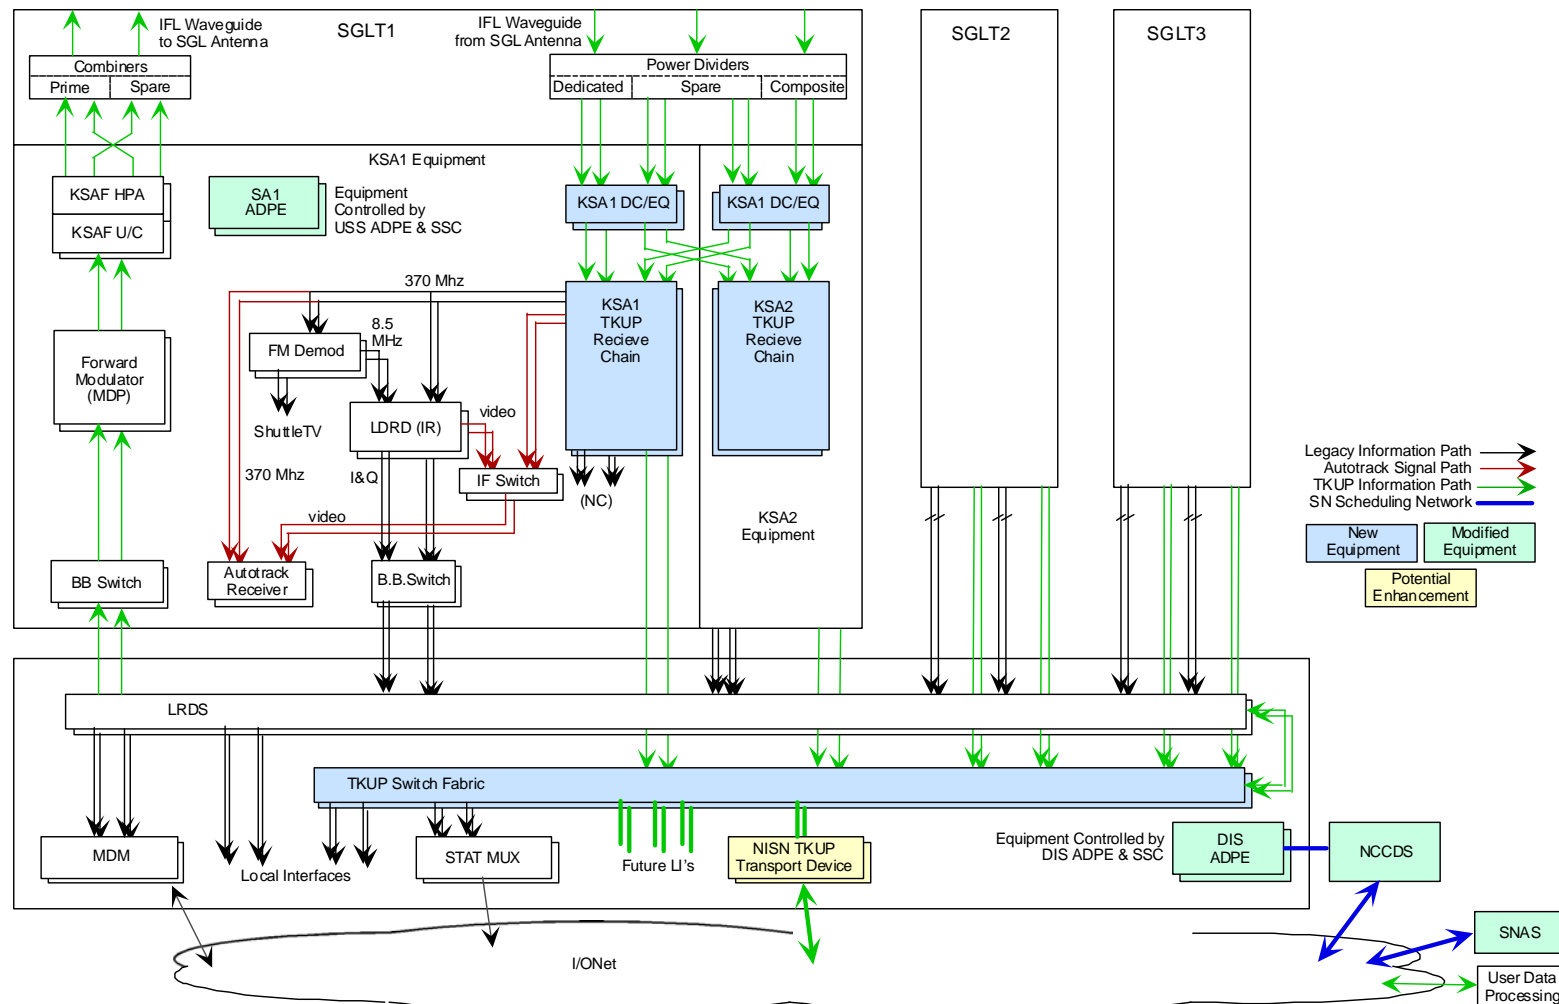 IFL Waveguide
to SGL Antenna
SGLT1
IFL Waveguide
from SGL Antenna
SGLT2
SGLT3
Combiners
Prime
Spare
Power Dividers
Dedicated
Spare
Composite
KSA1 Equipment
KSAF HPA
KSAF U/C
SA1
ADPE
Equipment
Controlled by
USS ADPE & SSC
KSA1 DC/EQ
KSA1 DC/EQ
370 Mhz
8.5
MHz
FM Demod
KSA1
TKUP
Recieve
Chain
KSA2
TKUP
Recieve
Chain
Forward
Modulator
(MDP)
ShuttleTV
LDRD (IR)
video
I&Q
370 Mhz
IF Switch
(NC)
video
KSA2
Equipment
Legacy Information Path
Autotrack Signal Path
TKUP Information Path
SN Scheduling Network
New
Equipment
Modified
Equipment
Potential
Enhancement
BB Switch
Autotrack
Receiver
B.B.Switch
LRDS
TKUP Switch Fabric
MDM
Local Interfaces
STAT MUX
Future LI's
NISN TKUP
Transport Device
Equipment Controlled by
DIS ADPE & SSC
DIS
ADPE
NCCDS
SNAS
I/ONet
User Data
Processing